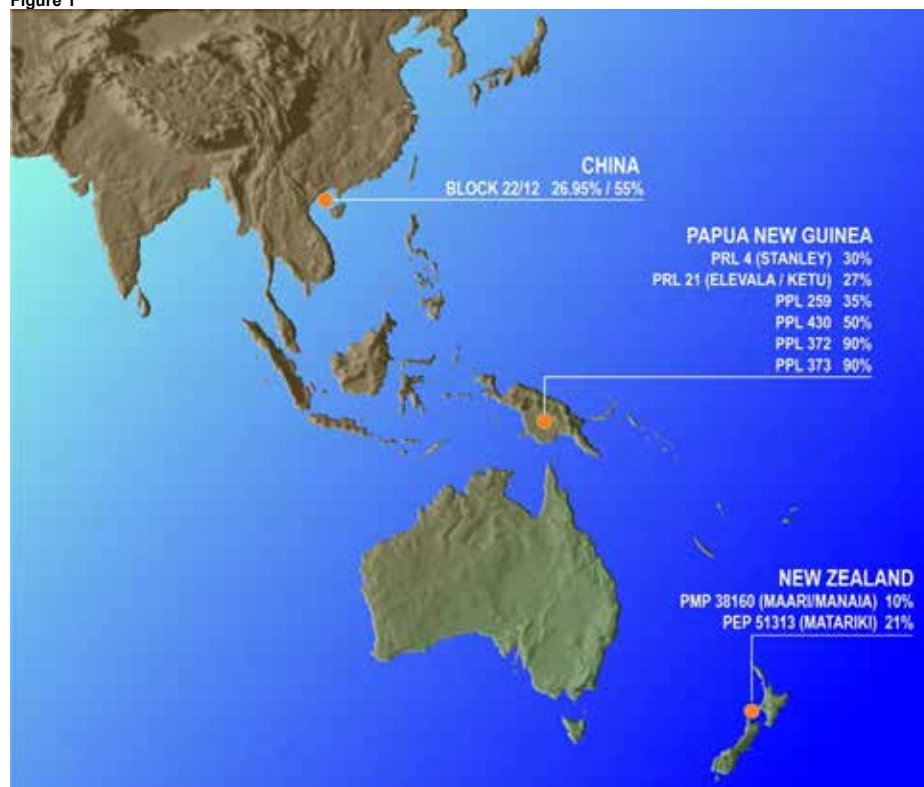 Figure 1
CHINA
BLOCK 22/12 26.95% / 55%
PAPUA NEW GUINEA
PRL 4 (STANLEY) 30%
PRL 21 (ELEVALA / KETU) 27%
PPL 259 35%
PPL 430 50%
PPL 372 90%
PPL 373 90%
NEW ZEALAND
PMP 38160 (MAARI/MANAIA) 10%
PEP 51313 (MATARIKI) 21%